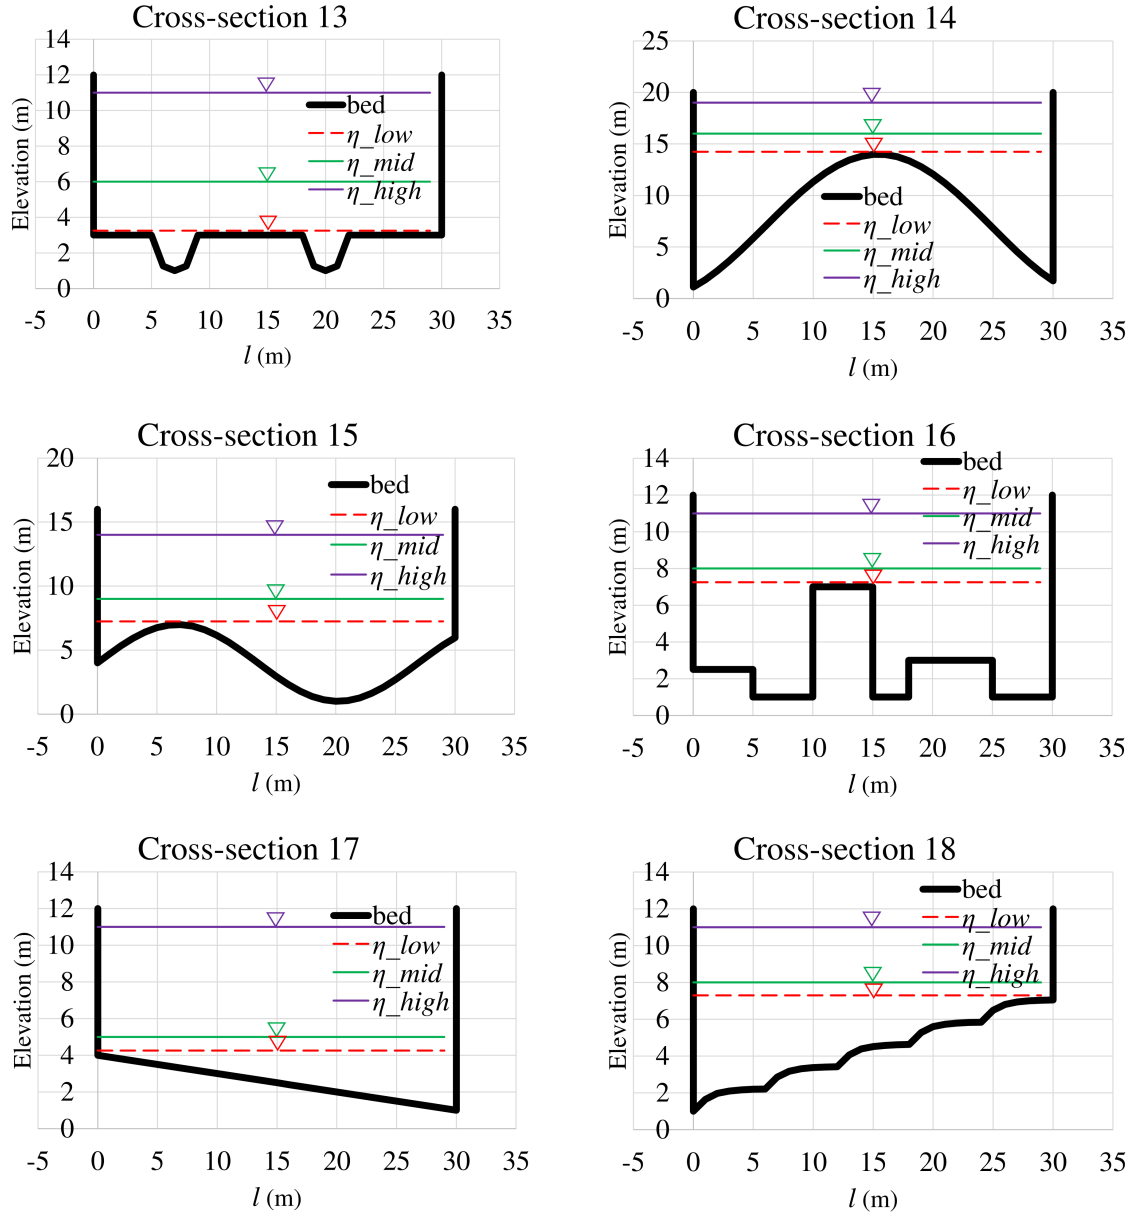 Cross-section 13
14
12
10
8
6
4
2
0
Elevation (m)
-5 0 5 10 15 20 25 30 35
l (m)
bed
η_low
η_mid
η_high
Cross-section 14
25
20
15
10
5
0
Elevation (m)
-5 0 5 10 15 20 25 30 35
l (m)
bed
η_low
η_mid
η_high
Cross-section 15
20
15
10
5
0
Elevation (m)
-5 0 5 10 15 20 25 30 35
l (m)
bed
η_low
η_mid
η_high
Cross-section 16
14
12
10
8
6
4
2
0
Elevation (m)
-5 0 5 10 15 20 25 30 35
l (m)
bed
η_low
η_mid
η_high
Cross-section 17
14
12
10
8
6
4
2
0
Elevation (m)
-5 0 5 10 15 20 25 30 35
l (m)
bed
η_low
η_mid
η_high
Cross-section 18
14
12
10
8
6
4
2
0
Elevation (m)
-5 0 5 10 15 20 25 30 35
l (m)
bed
η_low
η_mid
η_high